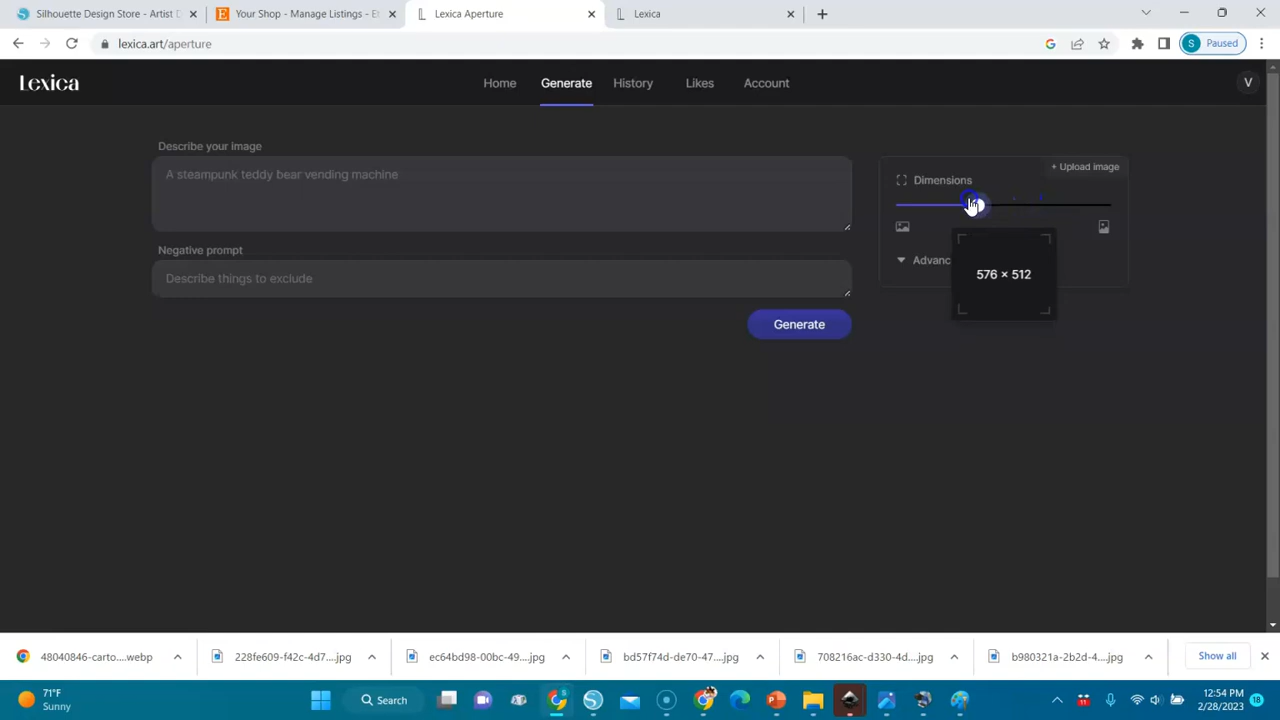 Silhouette Design Store - Artist D
Your Shop - Manage Listings - Et
Lexica Aperture
Lexica
lexica.art/aperture
S
Paused
Lexica
Home
Generate
History
Likes
Account
V
Describe your image
A steampunk teddy bear vending machine
+ Upload image
Dimensions
Negative prompt
Describe things to exclude
Advanc
576 × 512
Generate
48040846-carto....webp
228fe609-f42c-4d7....jpg
ec64bd98-00bc-49....jpg
bd57f74d-de70-47....jpg
708216ac-d330-4d....jpg
b980321a-2b2d-4....jpg
Show all
71°F
Sunny
Search
11
12:54 PM
2/28/2023
18